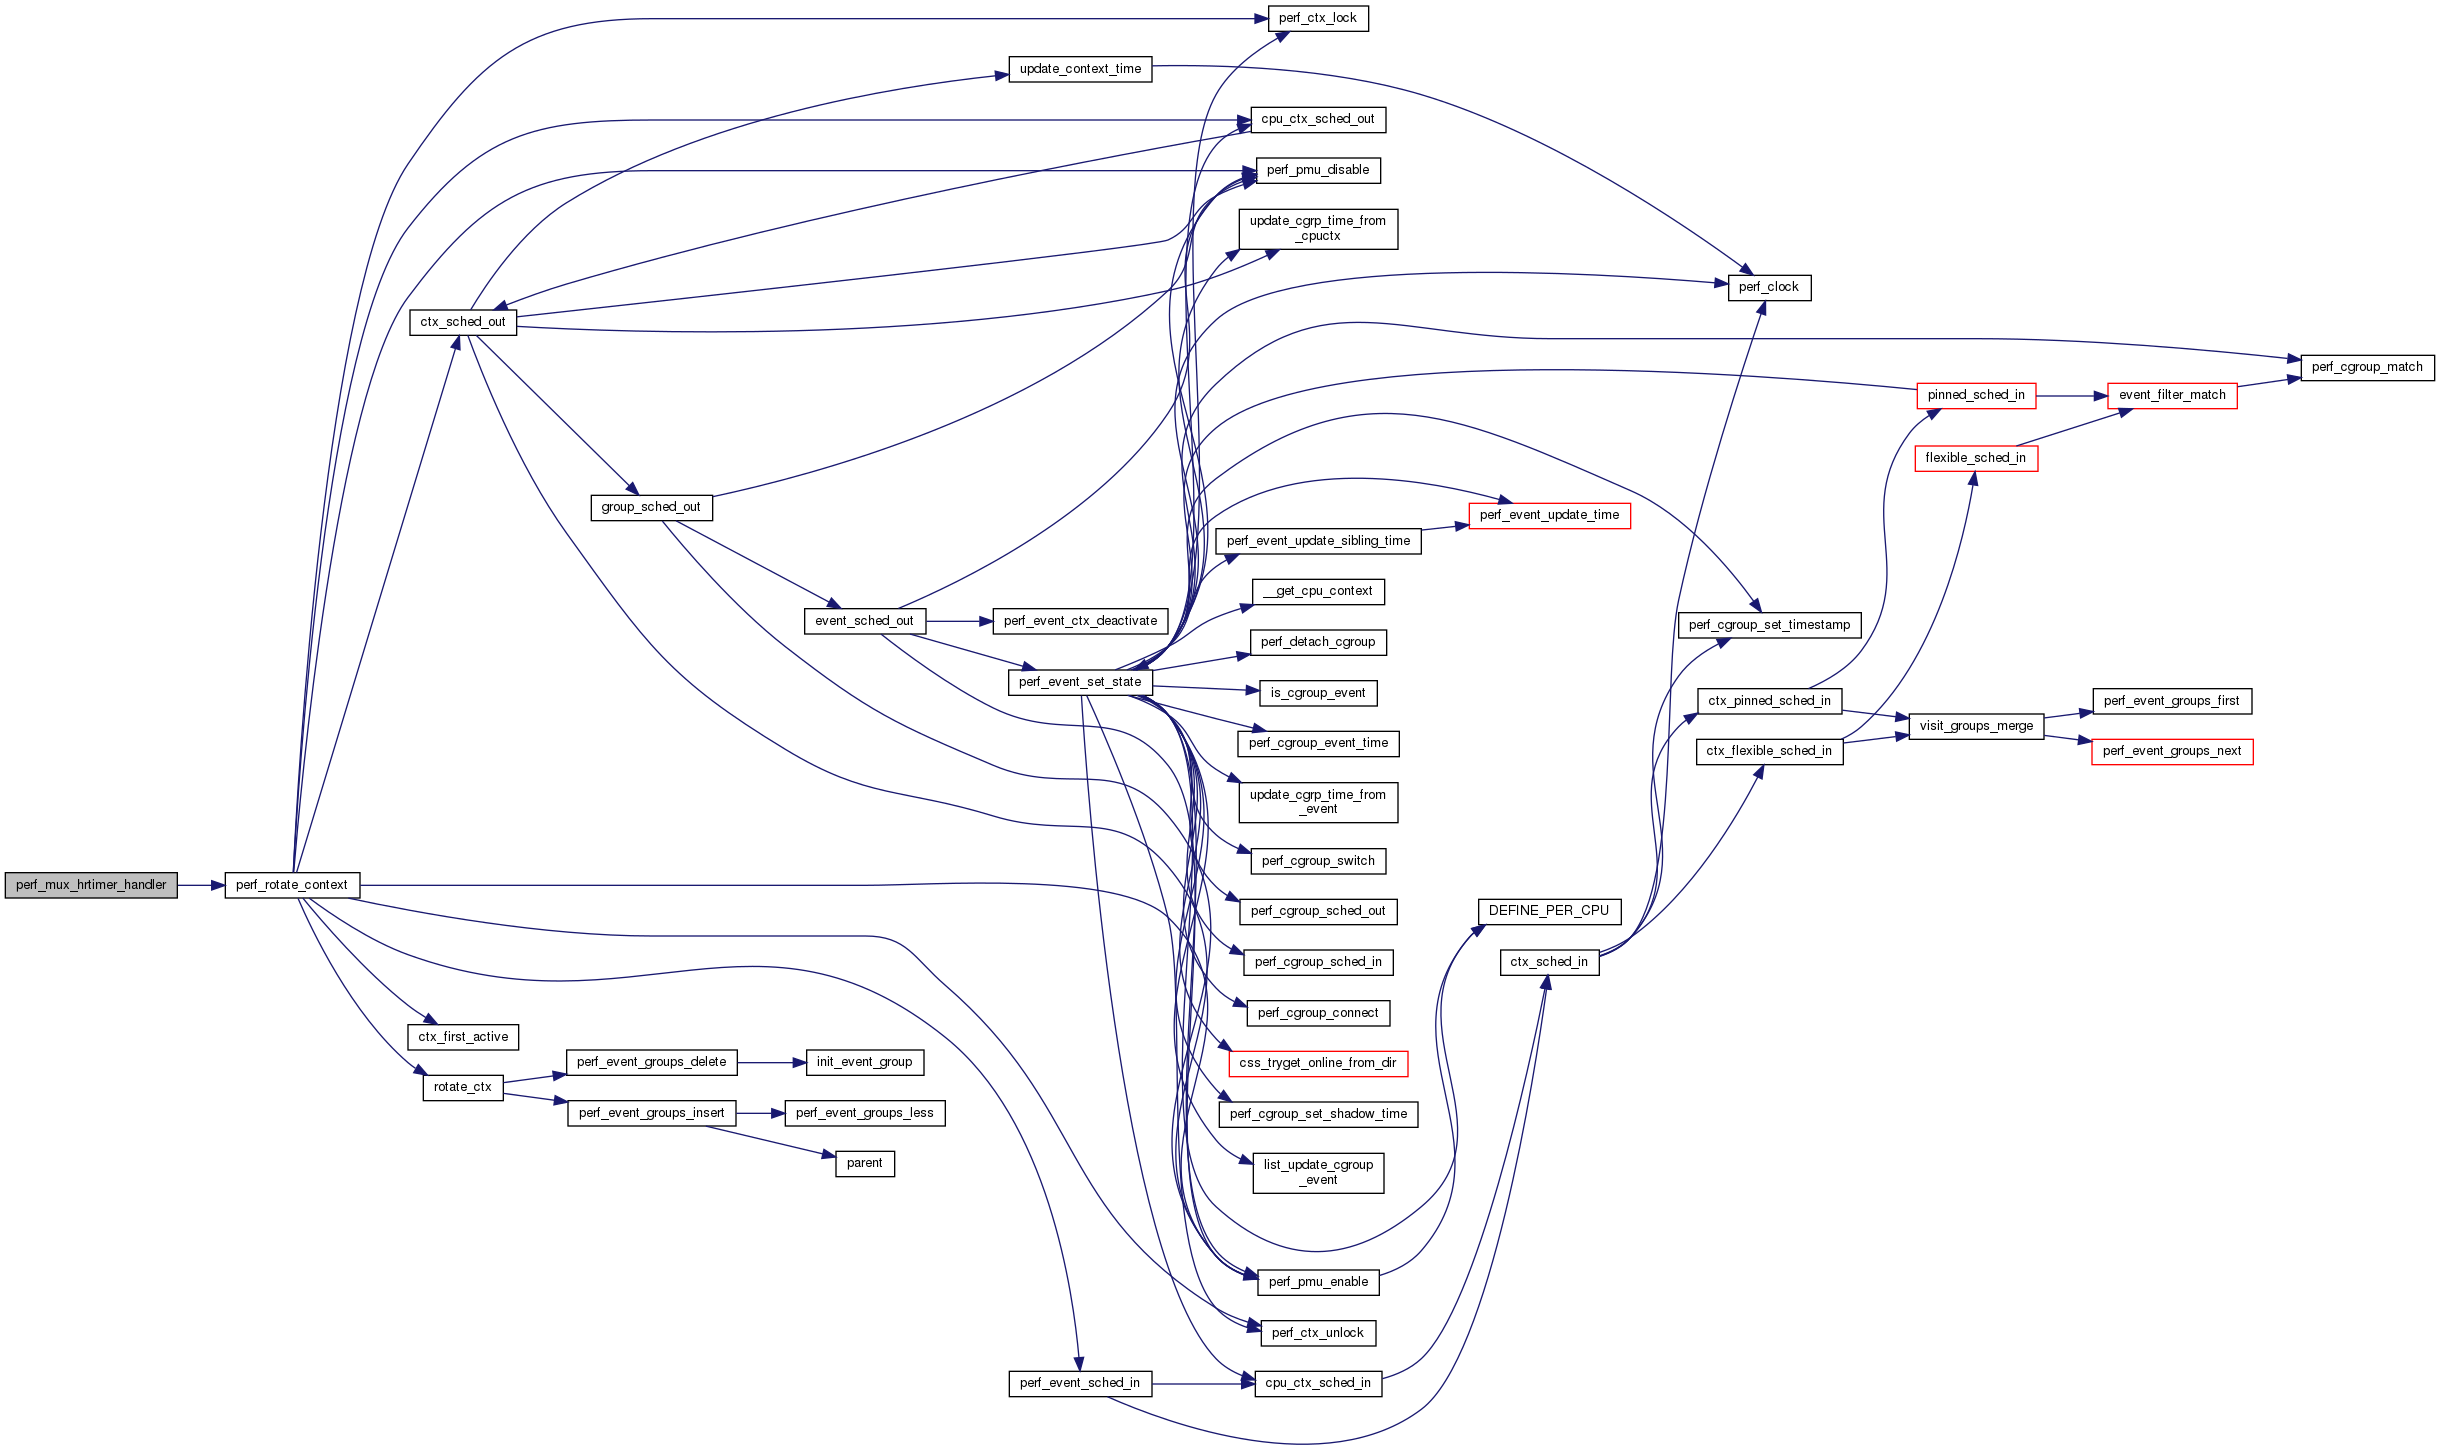 perf_ctx_lock
update_context_time
cpu_ctx_sched_out
perf_pmu_disable
update_cgrp_time_from
_cpuctx
perf_clock
ctx_sched_out
perf_cgroup_match
pinned_sched_in
event_filter_match
flexible_sched_in
group_sched_out
perf_event_update_time
perf_event_update_sibling_time
__get_cpu_context
event_sched_out
perf_event_ctx_deactivate
perf_cgroup_set_timestamp
perf_detach_cgroup
perf_event_set_state
is_cgroup_event
ctx_pinned_sched_in
perf_event_groups_first
visit_groups_merge
perf_cgroup_event_time
ctx_flexible_sched_in
perf_event_groups_next
update_cgrp_time_from
_event
perf_cgroup_switch
perf_mux_hrtimer_handler
perf_rotate_context
perf_cgroup_sched_out
DEFINE_PER_CPU
perf_cgroup_sched_in
ctx_sched_in
perf_cgroup_connect
ctx_first_active
perf_event_groups_delete
init_event_group
css_tryget_online_from_dir
rotate_ctx
perf_event_groups_insert
perf_event_groups_less
perf_cgroup_set_shadow_time
parent
list_update_cgroup
_event
perf_pmu_enable
perf_ctx_unlock
perf_event_sched_in
cpu_ctx_sched_in